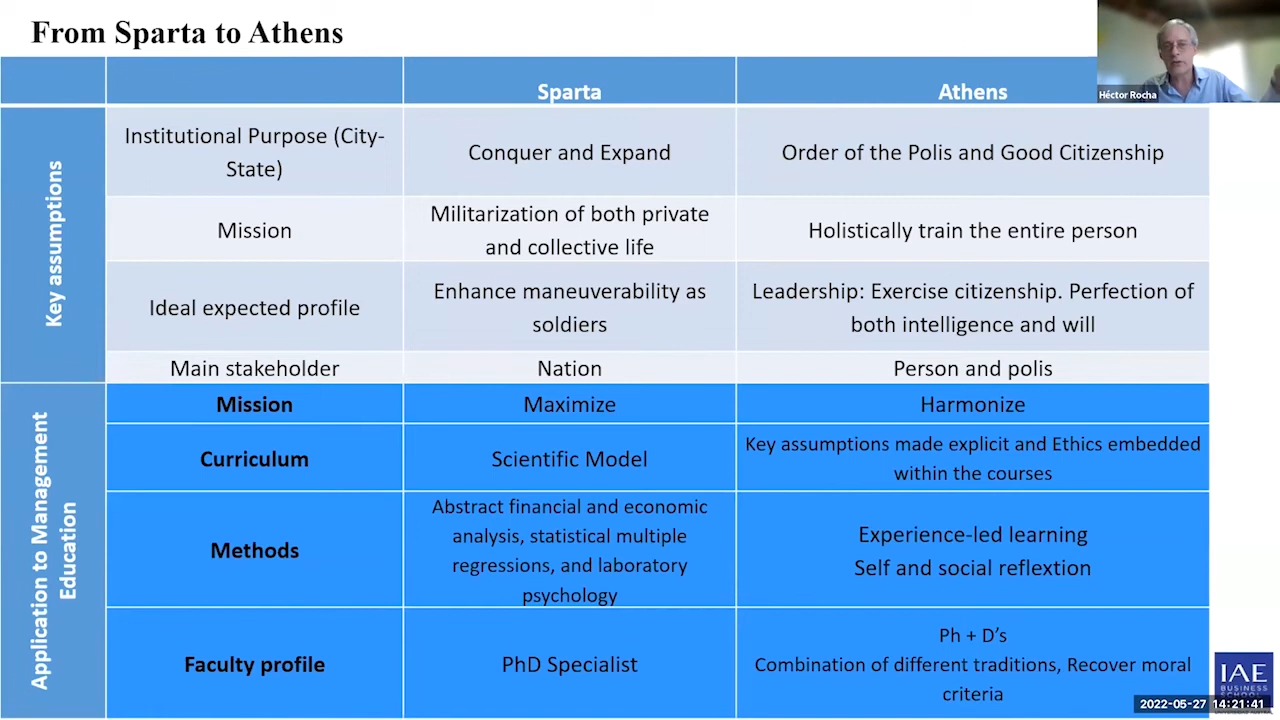 From Sparta to Athens
Héctor Rocha
Sparta
Athens
Key assumptions
Institutional Purpose (City-
State)
Conquer and Expand
Order of the Polis and Good Citizenship
Mission
Militarization of both private
and collective life
Holistically train the entire person
Ideal expected profile
Enhance maneuverability as
soldiers
Leadership: Exercise citizenship. Perfection of
both intelligence and will
Main stakeholder
Nation
Person and polis
Application to Management
Education
Mission
Maximize
Harmonize
Curriculum
Scientific Model
Key assumptions made explicit and Ethics embedded
within the courses
Methods
Abstract financial and economic
analysis, statistical multiple
regressions, and laboratory
psychology
Experience-led learning
Self and social reflextion
Faculty profile
PhD Specialist
Ph + D’s
Combination of different traditions, Recover moral
criteria
IAE
BUSINESS
SCHOOL
2022-05-27 14:21:41